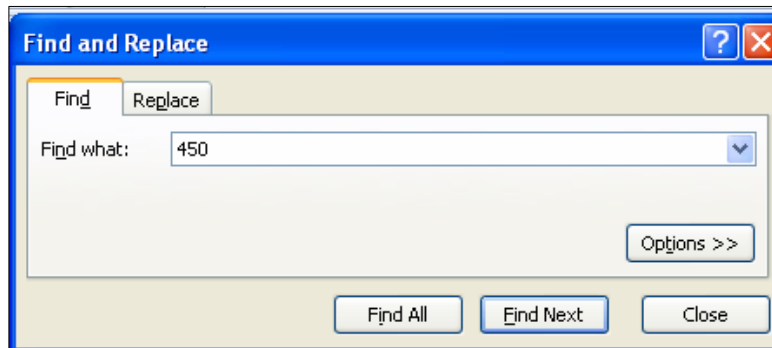 Find and Replace ?
Find Replace
Find what: 450
Options >>
Find All Find Next Close